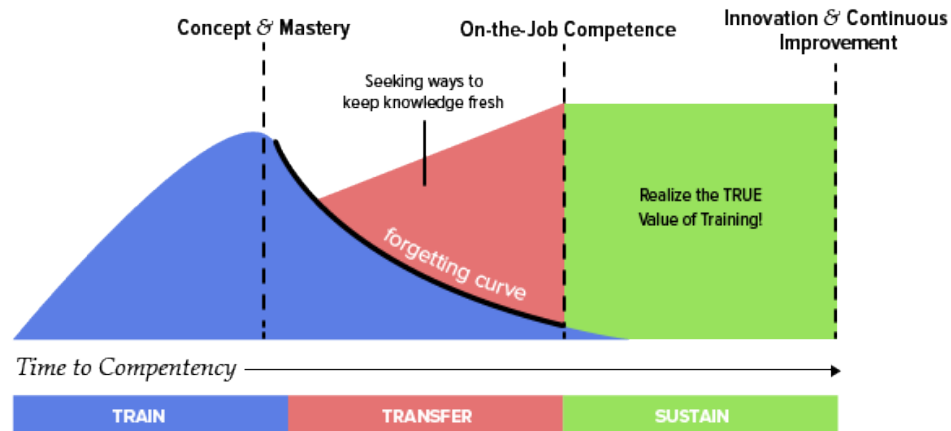 Concept & Mastery
On-the-Job Competence
Innovation & Continuous
Improvement
Seeking ways to
keep knowledge fresh
Realize the TRUE
Value of Training!
forgetting curve
Time to Compentency
TRAIN
TRANSFER
SUSTAIN